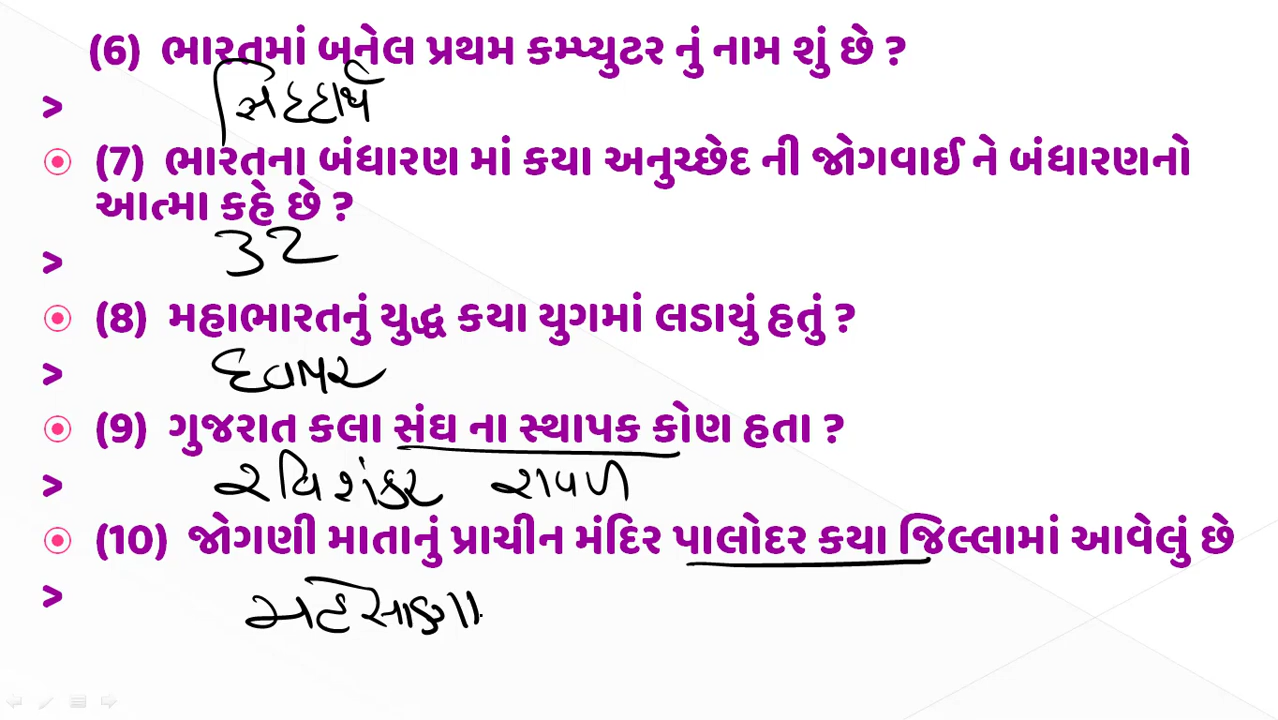 (6) ભારતમાં બનેલ પ્રથમ કમ્પ્યુટર નું નામ શું છે ?
> સિદ્દાર્થ
(7) ભારતના બંધારણ માં કયા અનુચ્છેદ ની જોગવાઈ ને બંધારણનો
આત્મા કહે છે ?
> 32
(8) મહાભારતનું યુદ્ધ કયા યુગમાં લડાયું હતું ?
> દ્વાપર
(9) ગુજરાત કલા સંઘ ના સ્થાપક કોણ હતા ?
> રવિશંકર રાવળ
(10) જોગણી માતાનું પ્રાચીન મંદિર પાલોદર કયા જિલ્લામાં આવેલું છે
> મહેસાણા